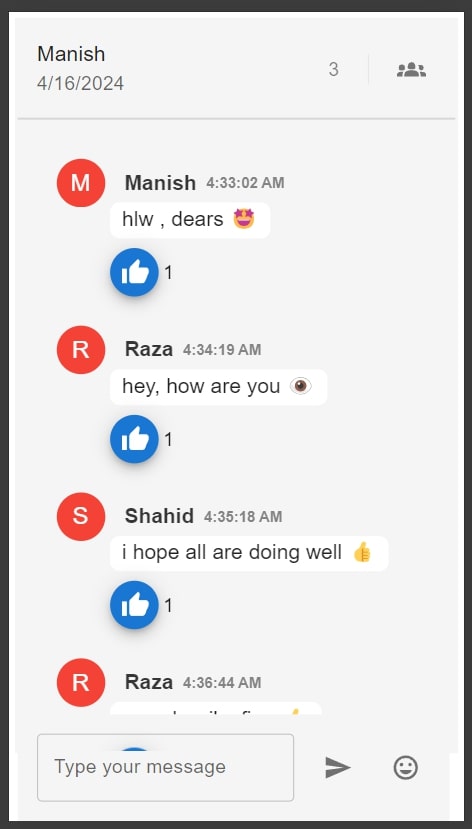 Manish
4/16/2024
3
M Manish 4:33:02 AM
hlw , dears 🤩
1
R Raza 4:34:19 AM
hey, how are you 👁️
1
S Shahid 4:35:18 AM
i hope all are doing well 👍
1
R Raza 4:36:44 AM
Type your message